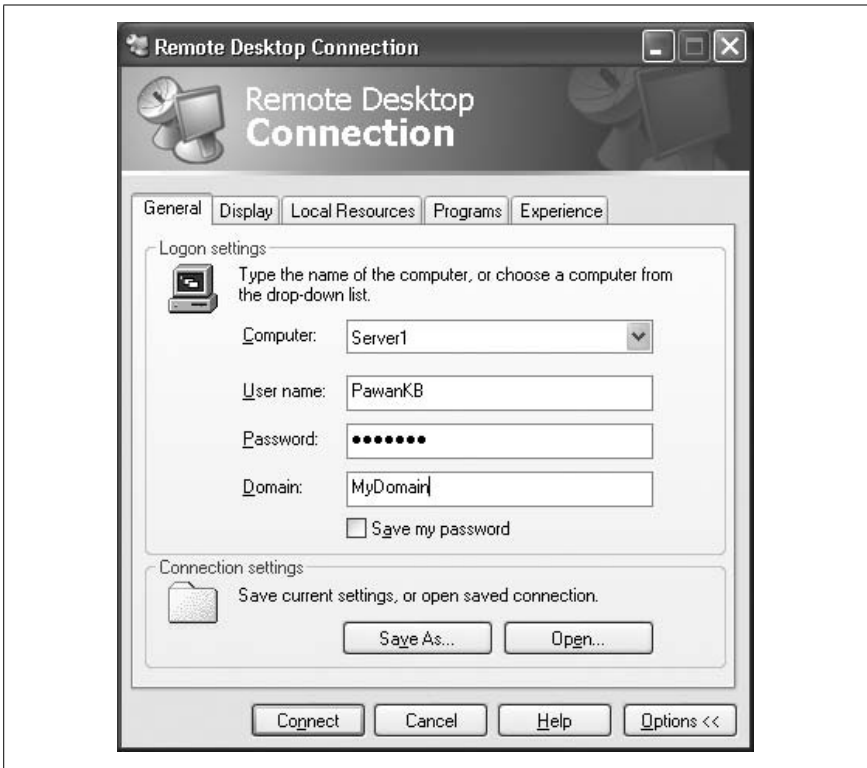 Remote Desktop Connection
Remote Desktop
Connection
General Display Local Resources Programs Experience
Logon settings
Type the name of the computer, or choose a computer from
the drop-down list.
Computer: Server1
User name: PawanKB
Password: •••••••
Domain: MyDomain
Save my password
Connection settings
Save current settings, or open saved connection.
Save As... Open...
Connect Cancel Help Options <<